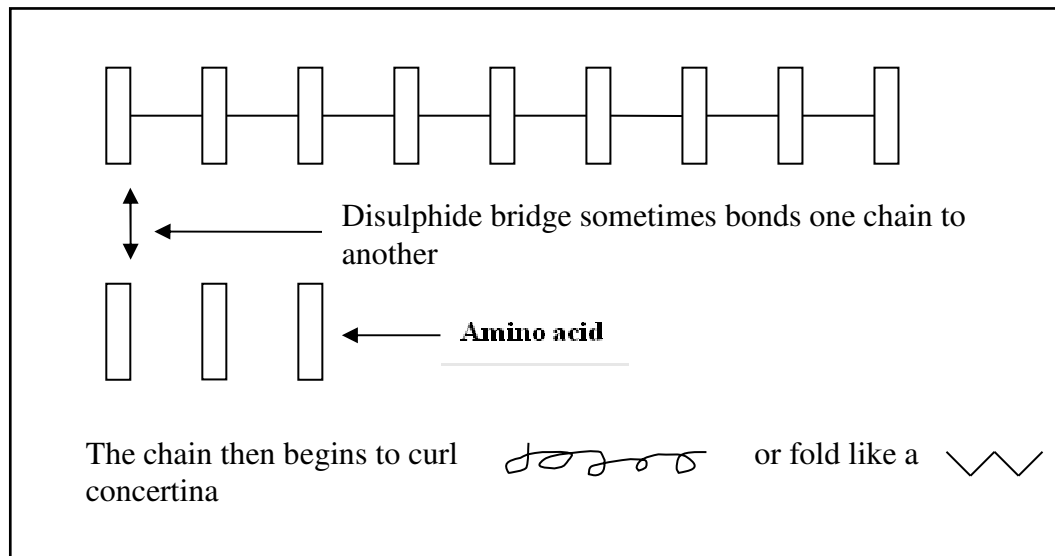 Disulphide bridge sometimes bonds one chain to
another
Amino acid
The chain then begins to curl or fold like a
concertina